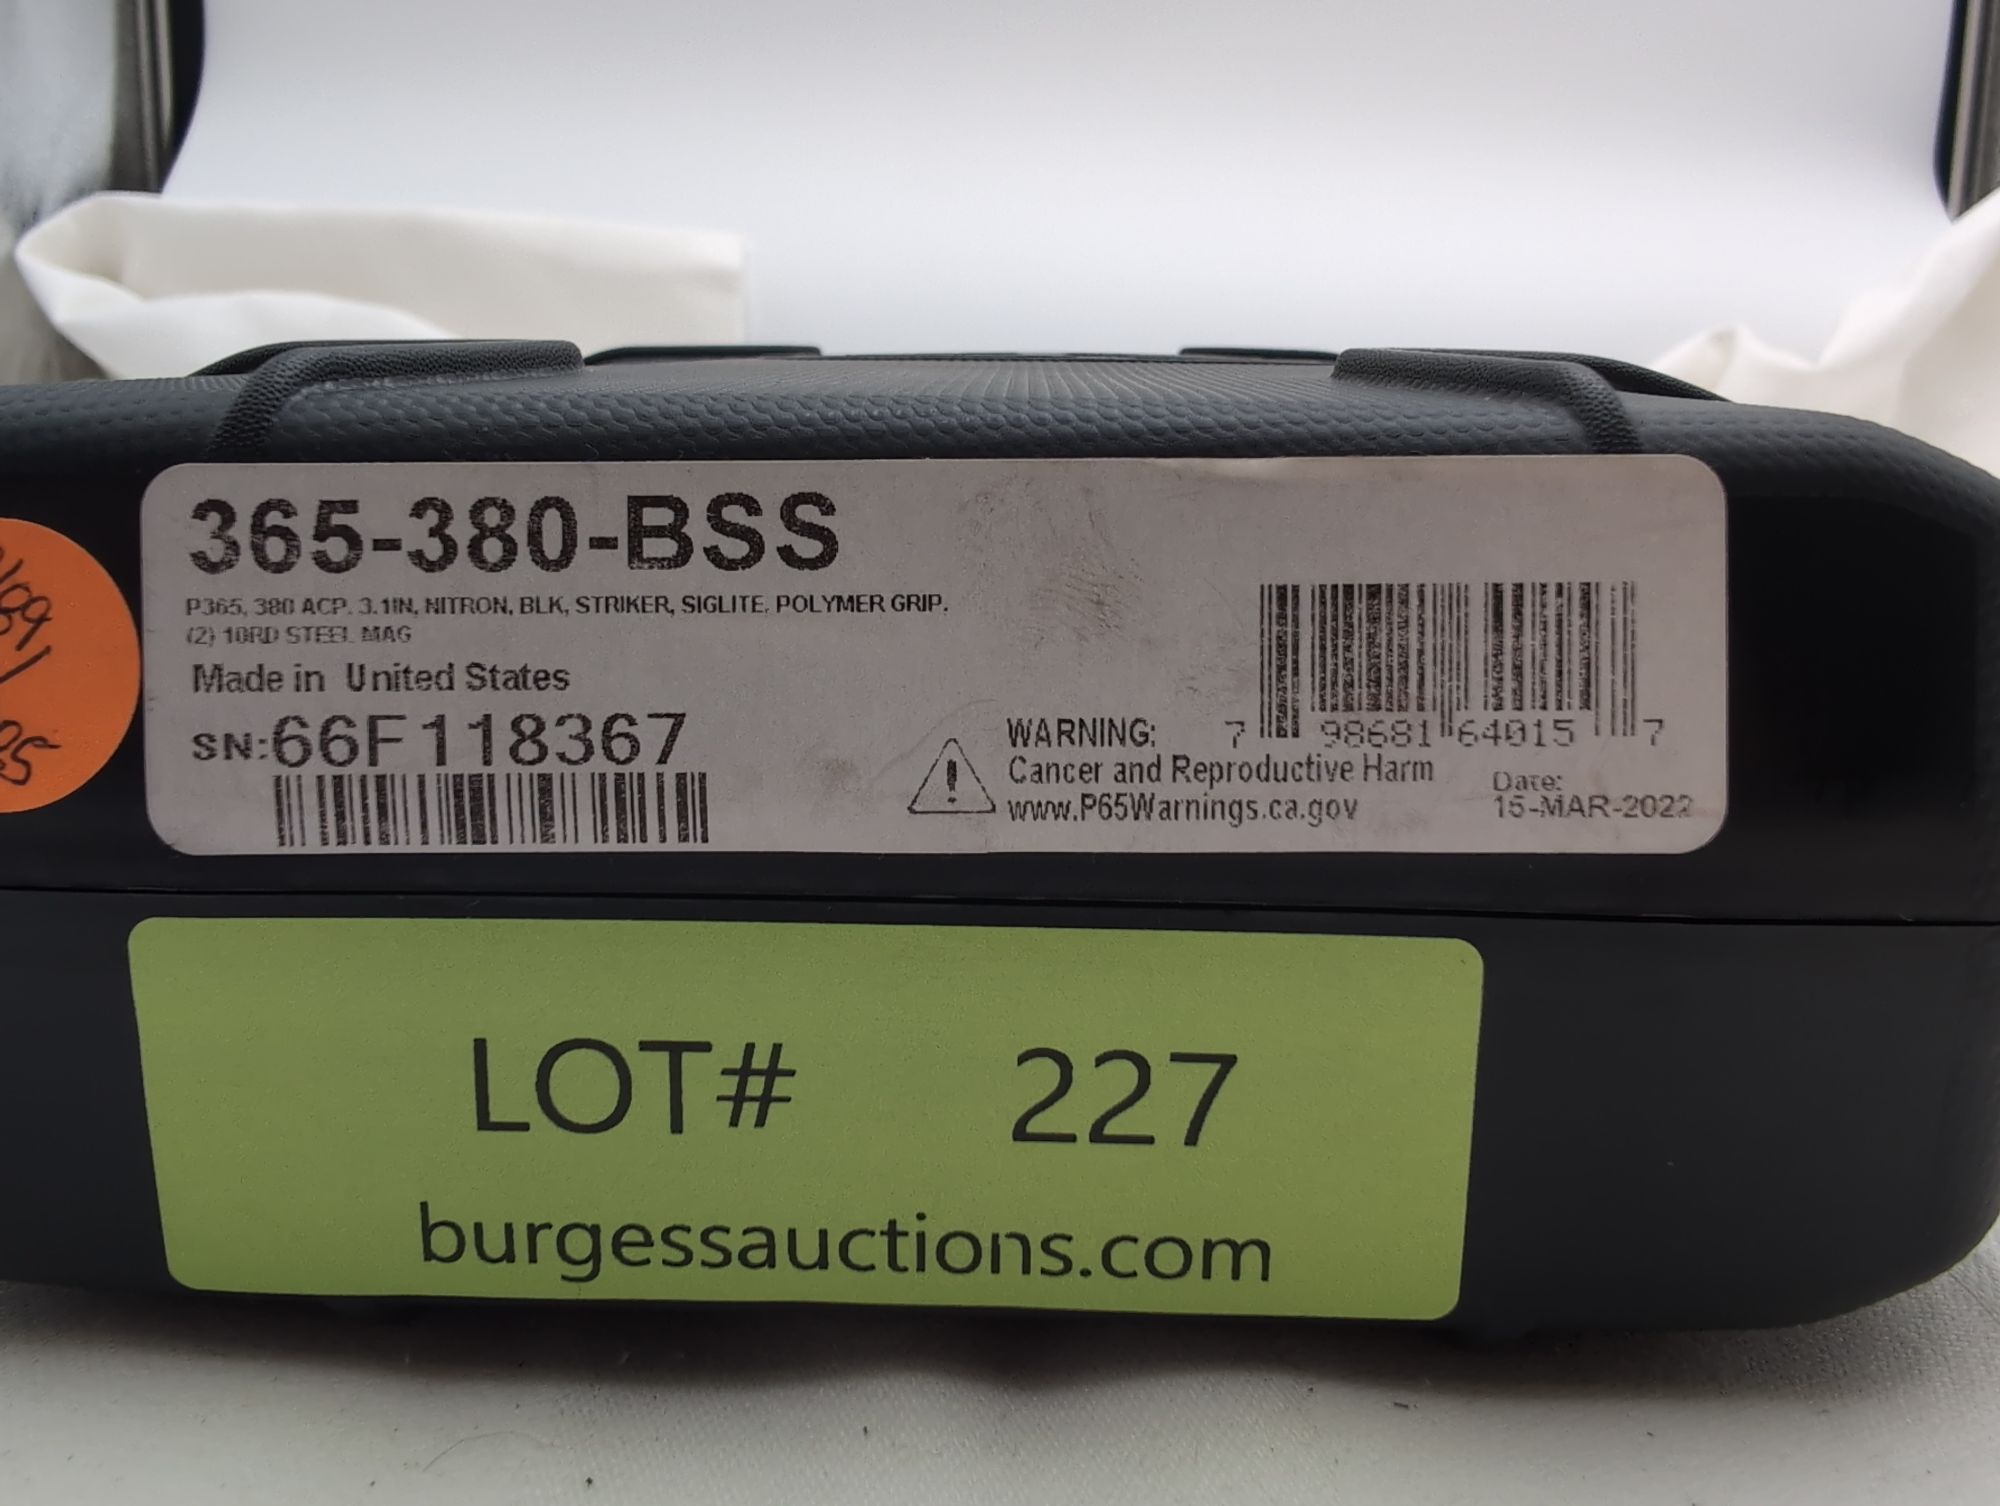 365-380-BSS
P365, 380 ACP, 3.1IN, NITRON, BLK, STRIKER, SIGLITE, POLYMER GRIP,
(2) 10RD STEEL MAG
Made in United States
SN:66F118367
WARNING:
Cancer and Reproductive Harm
www.P65Warnings.ca.gov
7 98681 64015 7
Date:
15-MAR-2022
LOT# 227
burgessauctions.com